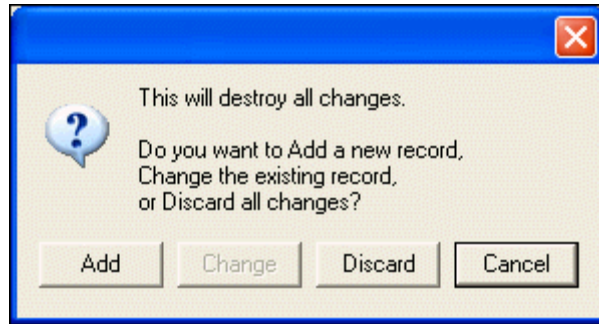 This will destroy all changes.
Do you want to Add a new record,
Change the existing record,
or Discard all changes?
Add Change Discard Cancel